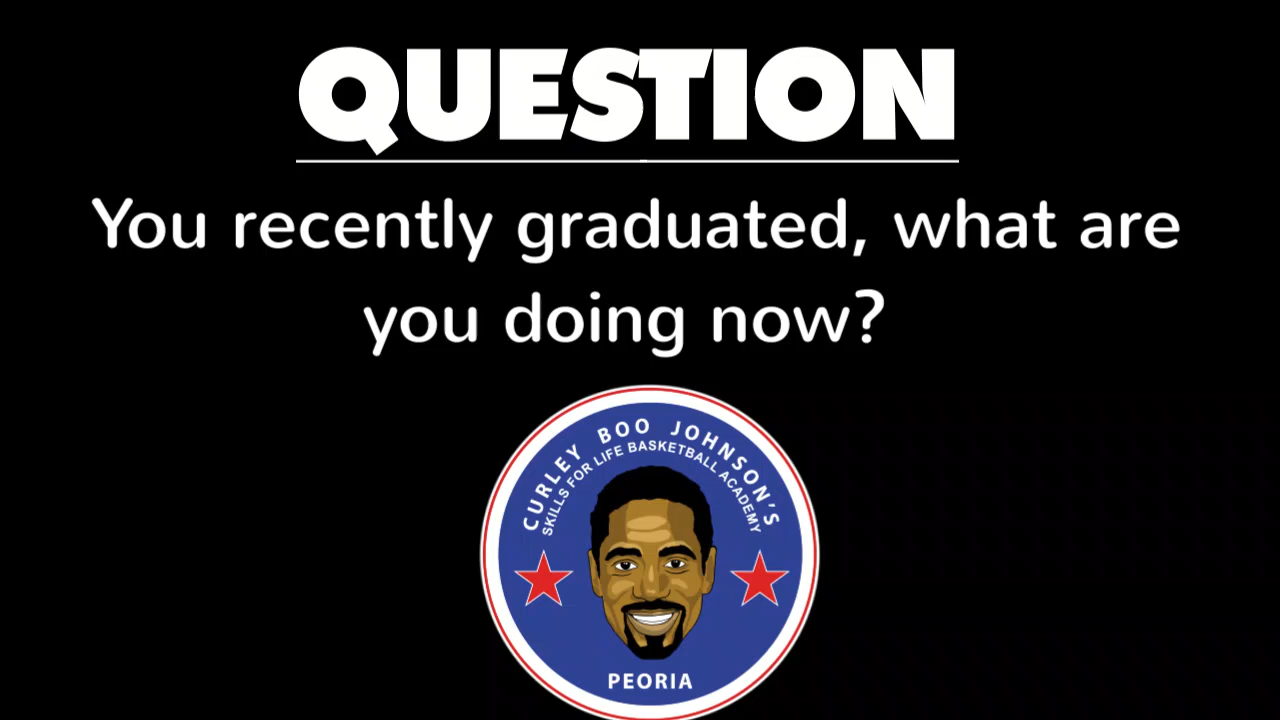 QUESTION
You recently graduated, what are
you doing now?
CURLEY BOO JOHNSON'S
SKILLS FOR LIFE BASKETBALL ACADEMY
PEORIA